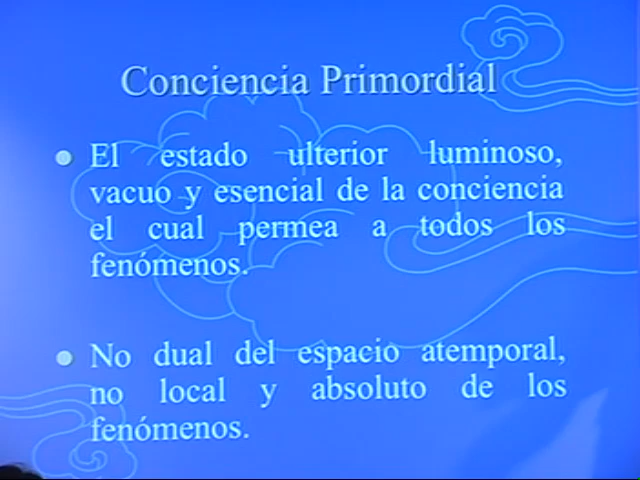 Conciencia Primordial
El estado ulterior luminoso,
vacuo y esencial de la conciencia
el cual permea a todos los
fenómenos.
No dual del espacio atemporal,
no local y absoluto de los
fenómenos.